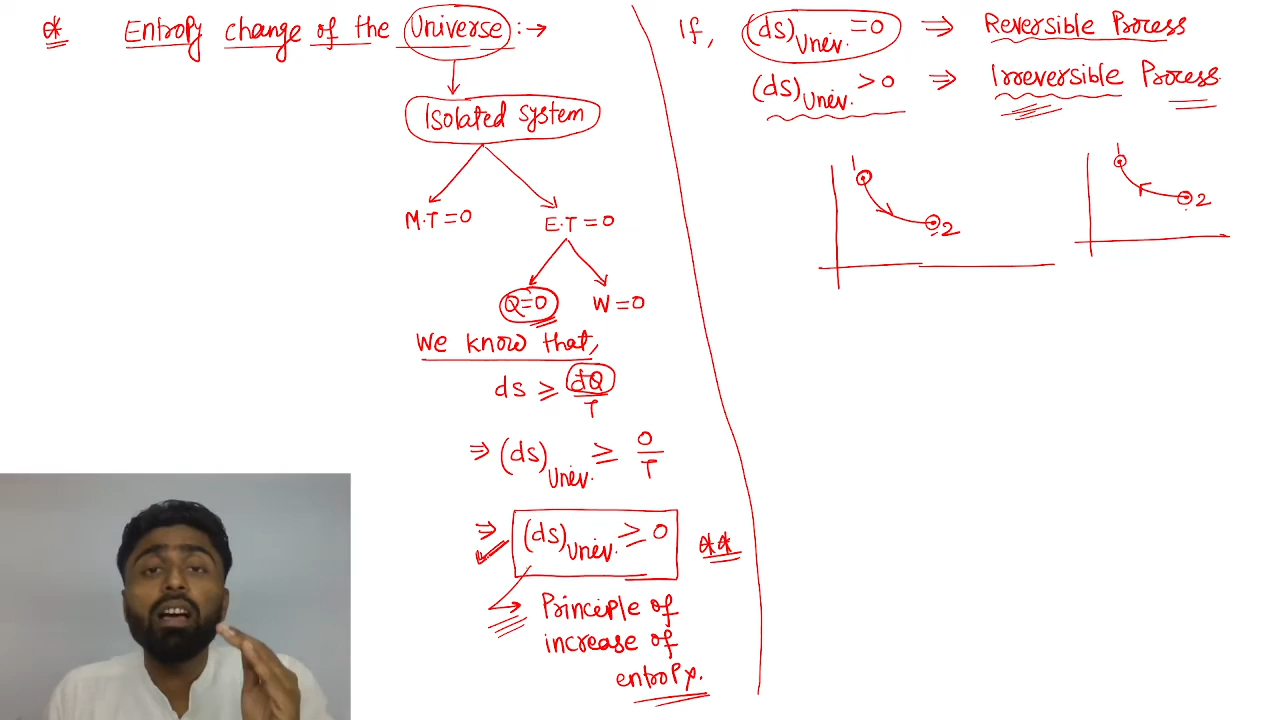 * Entropy change of the Universe :→
Isolated system
M.T = 0 E.T = 0
Q=0 W=0
We know that,
ds ≥ dQ/T
⇒ (ds)Univ. ≥ 0/T
⇒ (ds)Univ. ≥ 0 **
→ Principle of
increase of
entropy.
If, (ds)Univ. = 0 ⇒ Reversible Process
(ds)Univ. > 0 ⇒ Irreversible Process
1 2
1 2